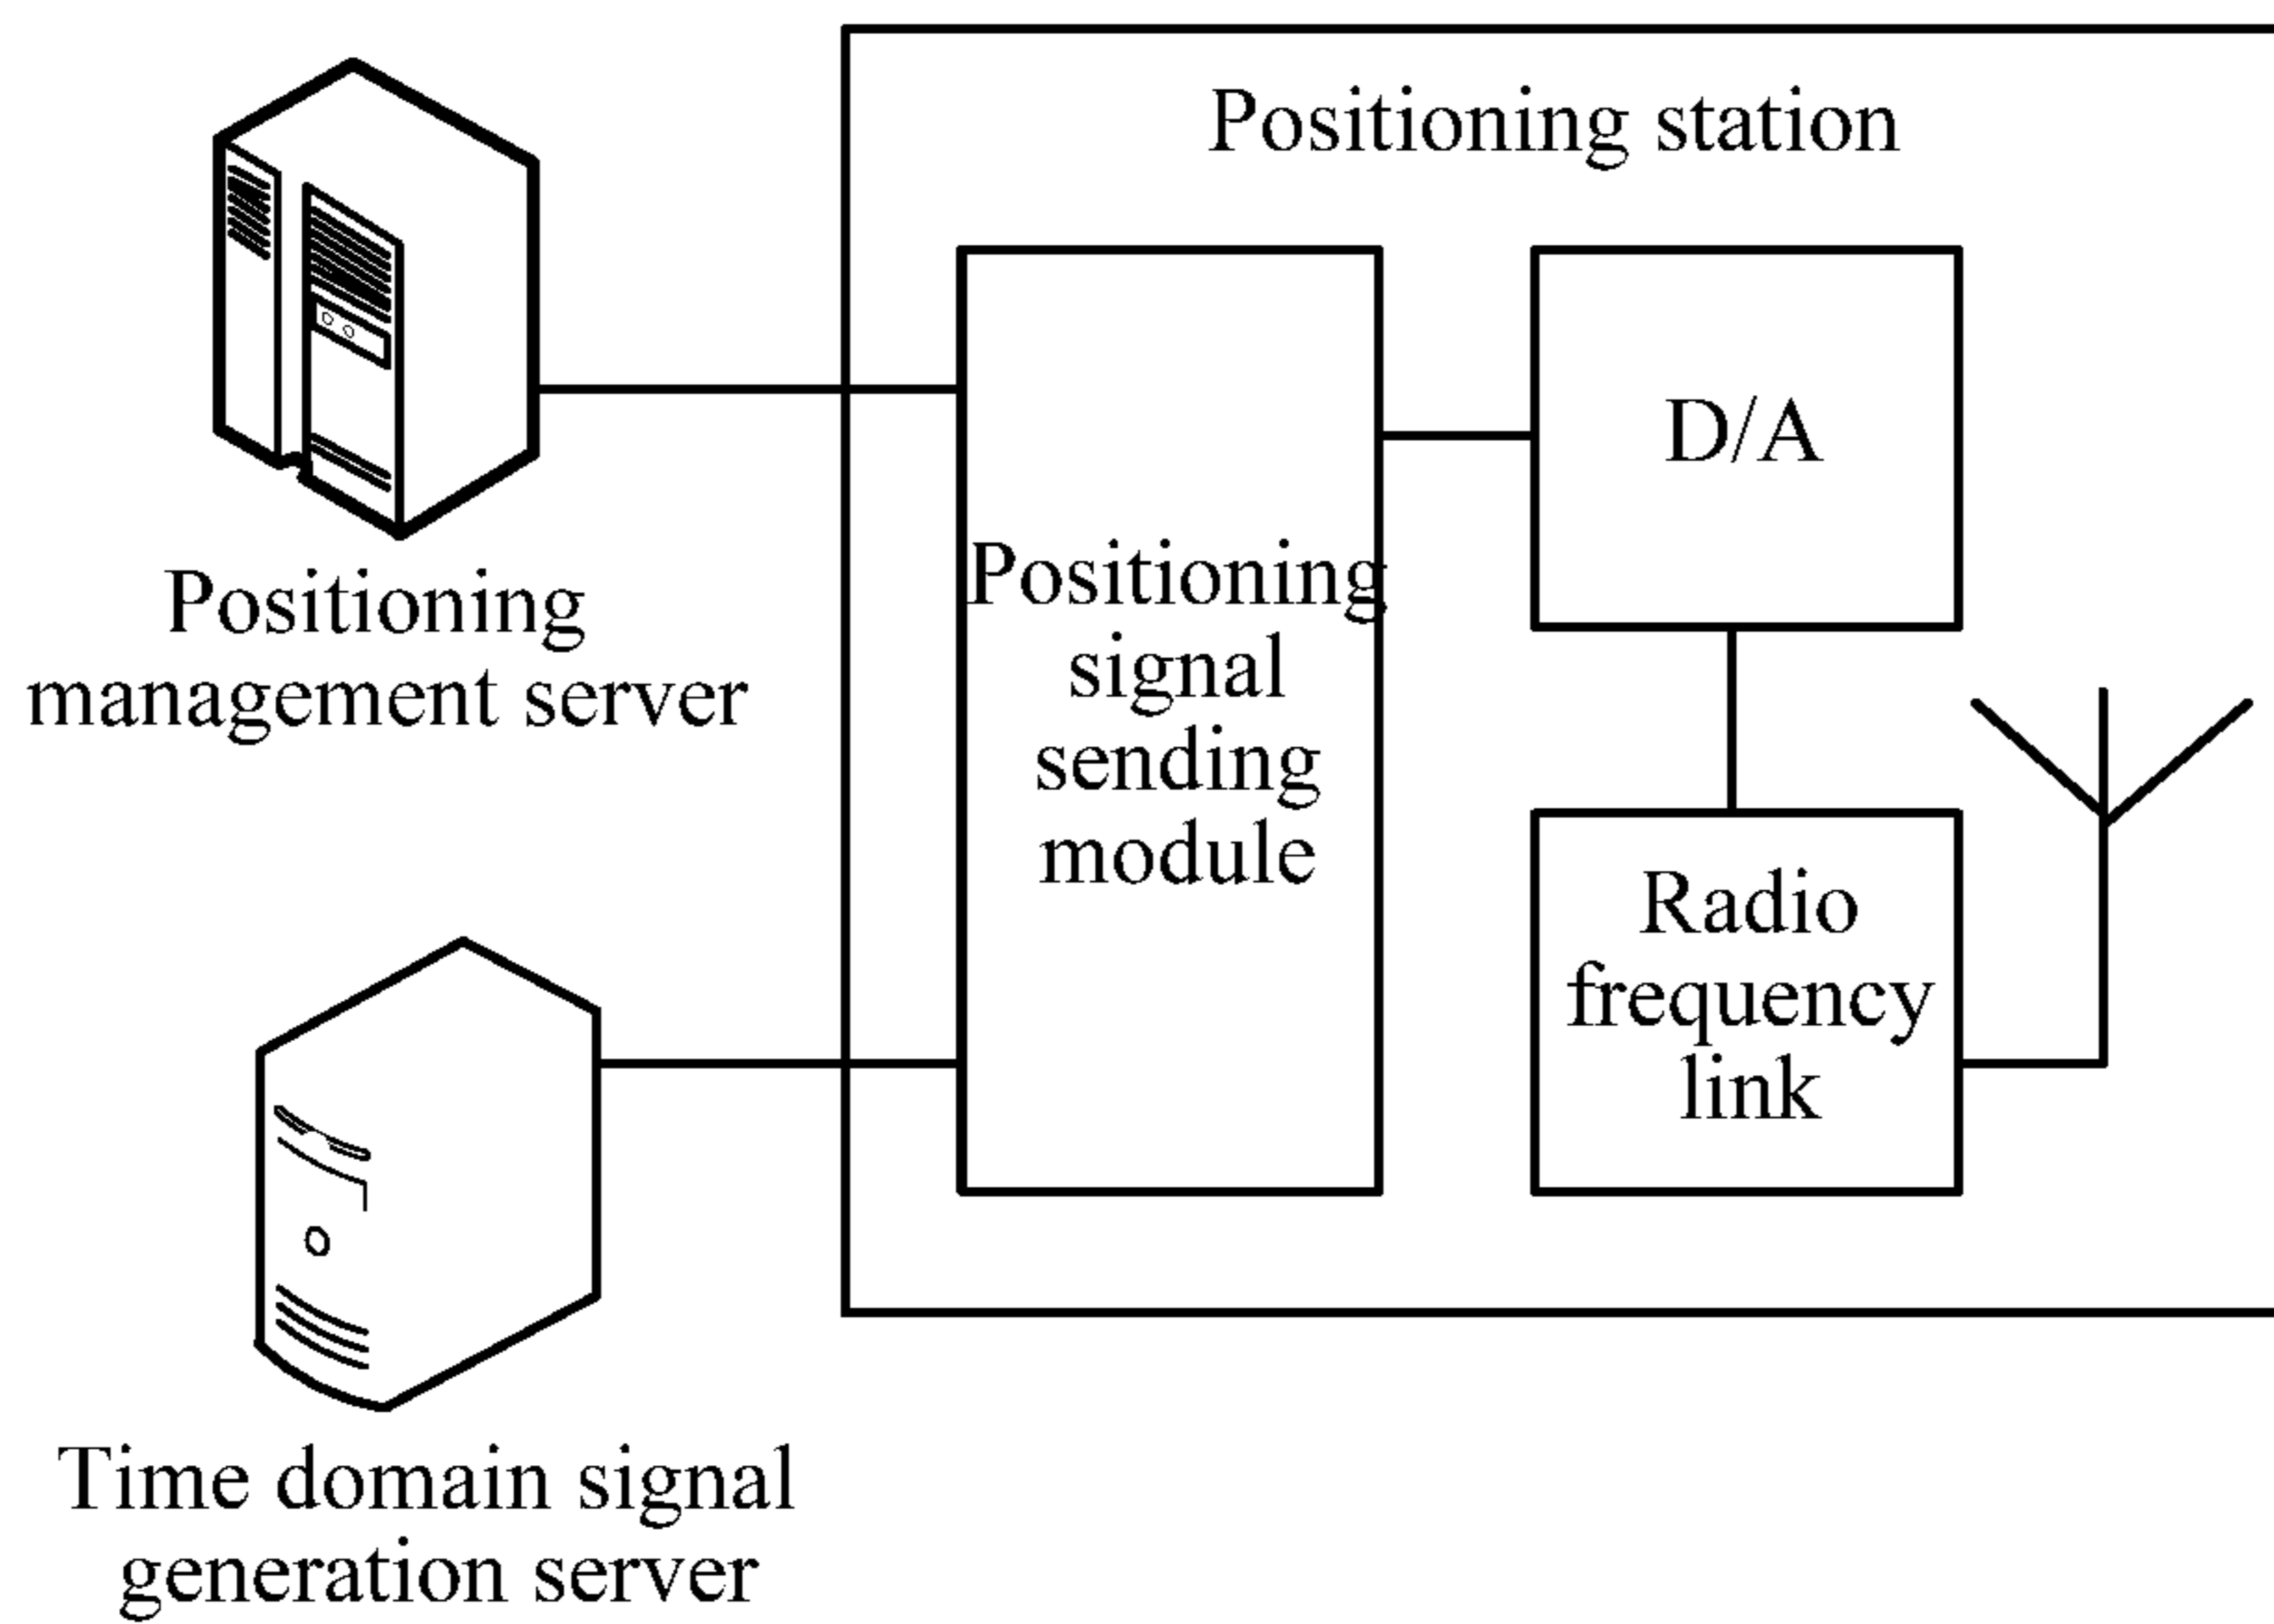 Positioning station
Positioning
management server
Positioning
signal
sending
module
D/A
Radio
frequency
link
Time domain signal
generation server